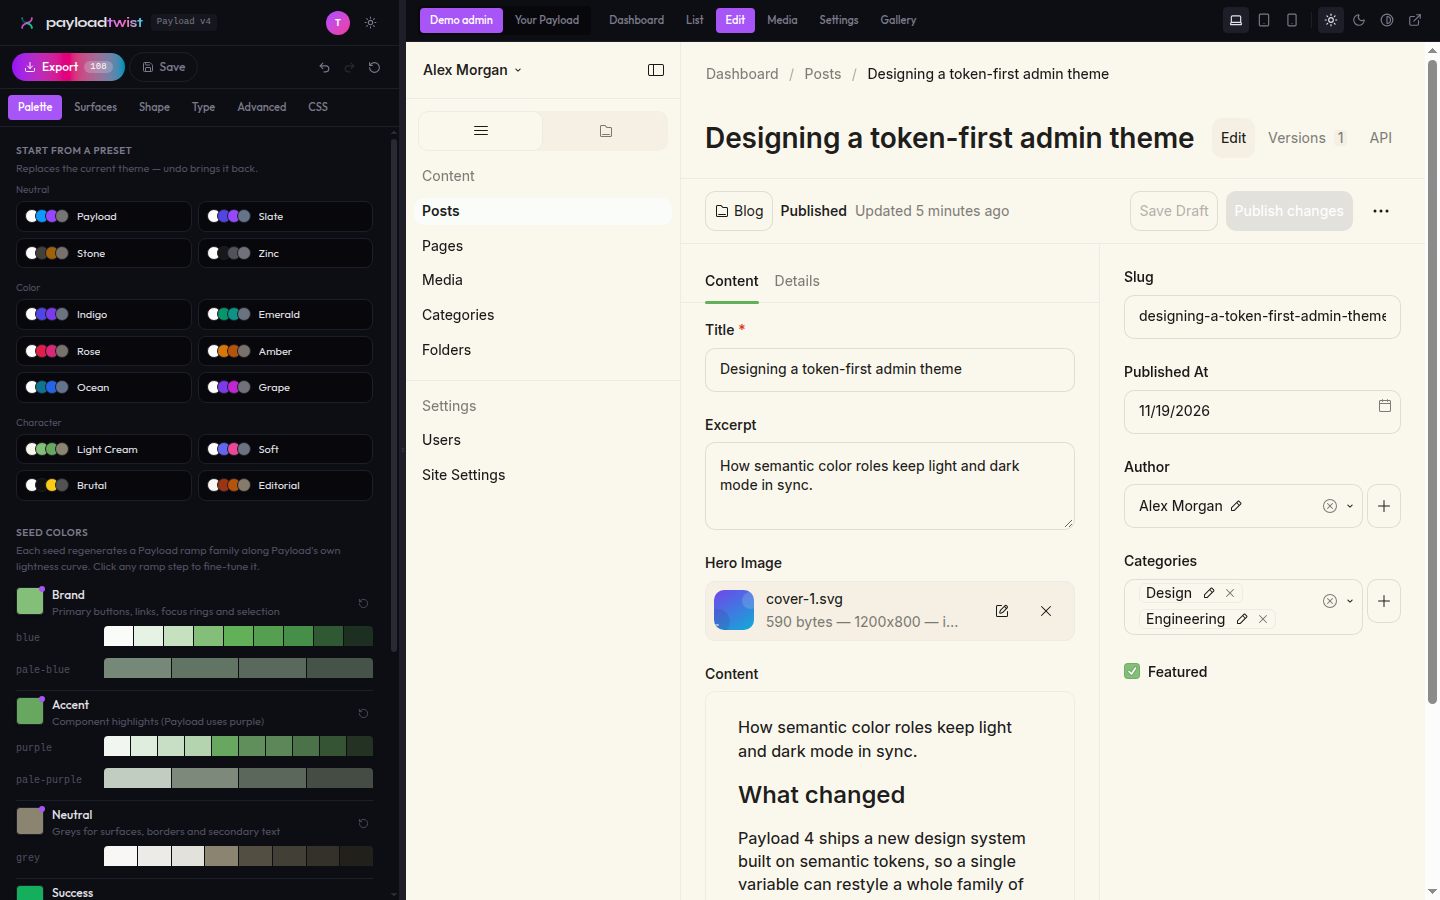 payloadtwist
Payload v4
T
Export 108
Save
Palette
Surfaces
Shape
Type
Advanced
CSS
START FROM A PRESET
Replaces the current theme — undo brings it back.
Neutral
Payload
Slate
Stone
Zinc
Color
Indigo
Emerald
Rose
Amber
Ocean
Grape
Character
Light Cream
Soft
Brutal
Editorial
SEED COLORS
Each seed regenerates a Payload ramp family along Payload's own
lightness curve. Click any ramp step to fine-tune it.
Brand
Primary buttons, links, focus rings and selection
blue
pale-blue
Accent
Component highlights (Payload uses purple)
purple
pale-purple
Neutral
Greys for surfaces, borders and secondary text
grey
Success
Demo admin
Your Payload
Dashboard
List
Edit
Media
Settings
Gallery
Alex Morgan
Content
Posts
Pages
Media
Categories
Folders
Settings
Users
Site Settings
Dashboard / Posts / Designing a token-first admin theme
Designing a token-first admin theme
Edit
Versions 1
API
Blog
Published
Updated 5 minutes ago
Save Draft
Publish changes
Content
Details
Title *
Designing a token-first admin theme
Excerpt
How semantic color roles keep light and dark
mode in sync.
Hero Image
cover-1.svg
590 bytes — 1200x800 — i...
Content
How semantic color roles keep light
and dark mode in sync.
What changed
Payload 4 ships a new design system
built on semantic tokens, so a single
variable can restyle a whole family of
Slug
designing-a-token-first-admin-theme
Published At
11/19/2026
Author
Alex Morgan
Categories
Design
Engineering
Featured